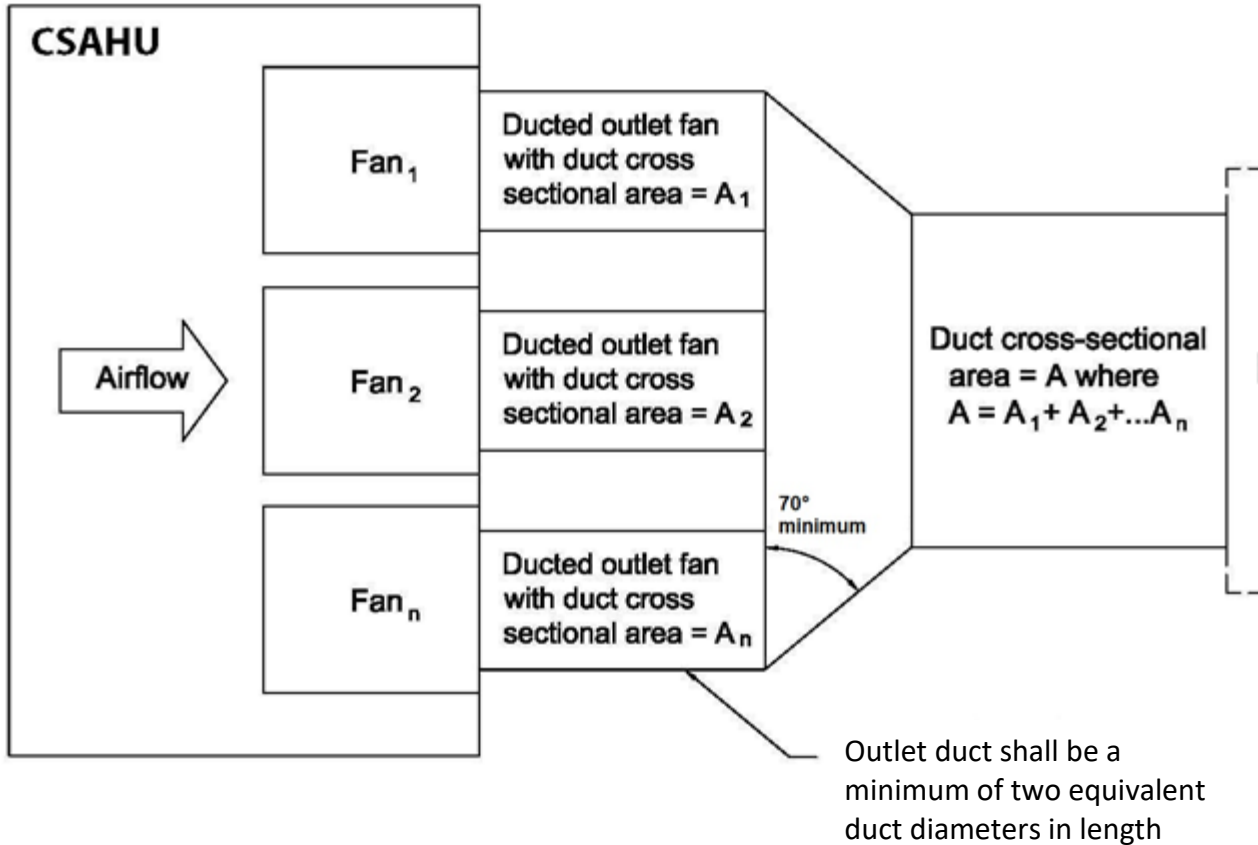 CSAHU
Fan₁
Ducted outlet fan
with duct cross
sectional area = A₁
Airflow
Fan₂
Ducted outlet fan
with duct cross
sectional area = A₂
Duct cross-sectional
area = A where
A = A₁+ A₂+...Aₙ
70°
minimum
Fanₙ
Ducted outlet fan
with duct cross
sectional area = Aₙ
Outlet duct shall be a
minimum of two equivalent
duct diameters in length